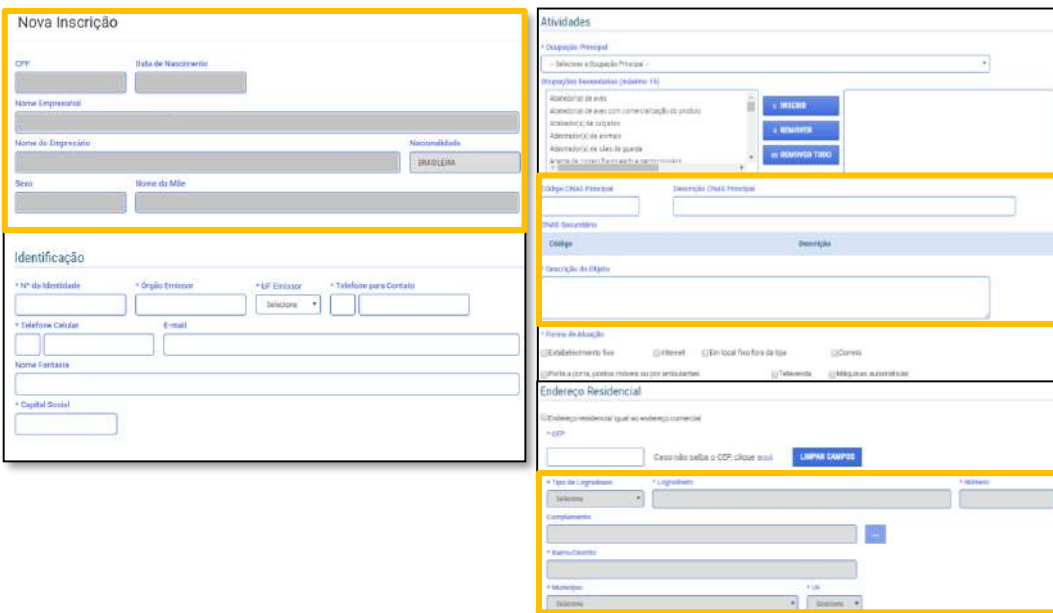 Nova Inscrição
CPF Data de Nascimento
Nome Empresarial
Nome do Empresário Nacionalidade
BRASILEIRA
Sexo Nome da Mãe
Identificação
* Nº da Identidade * Órgão Emissor * UF Emissor * Telefone para Contato
Selecione
* Telefone Celular E-mail
Nome Fantasia
* Capital Social
Atividades
* Ocupação Principal
-- Selecione a Ocupação Principal --
Ocupações Secundárias (máximo 15)
Abatedor(a) de aves
Abatedor(a) de aves com comercialização do produto
Acabador(a) de calçados
Adestrador(a) de animais
Adestrador(a) de cães de guarda
INSERIR
REMOVER
REMOVER TUDO
Código CNAE Principal Descrição CNAE Principal
CNAE Secundário
Código Descrição
* Descrição do Objeto
* Forma de Atuação
Estabelecimento fixo Internet Em local fixo fora da loja Correio
Porta a porta, postos móveis ou por ambulantes Televenda Máquinas automáticas
Endereço Residencial
Endereço residencial igual ao endereço comercial
* CEP
Caso não saiba o CEP, clique aqui. LIMPAR CAMPOS
* Tipo de Logradouro * Logradouro * Número
Selecione
Complemento
...
* Bairro/Distrito
* Município * UF
Selecione Selecione